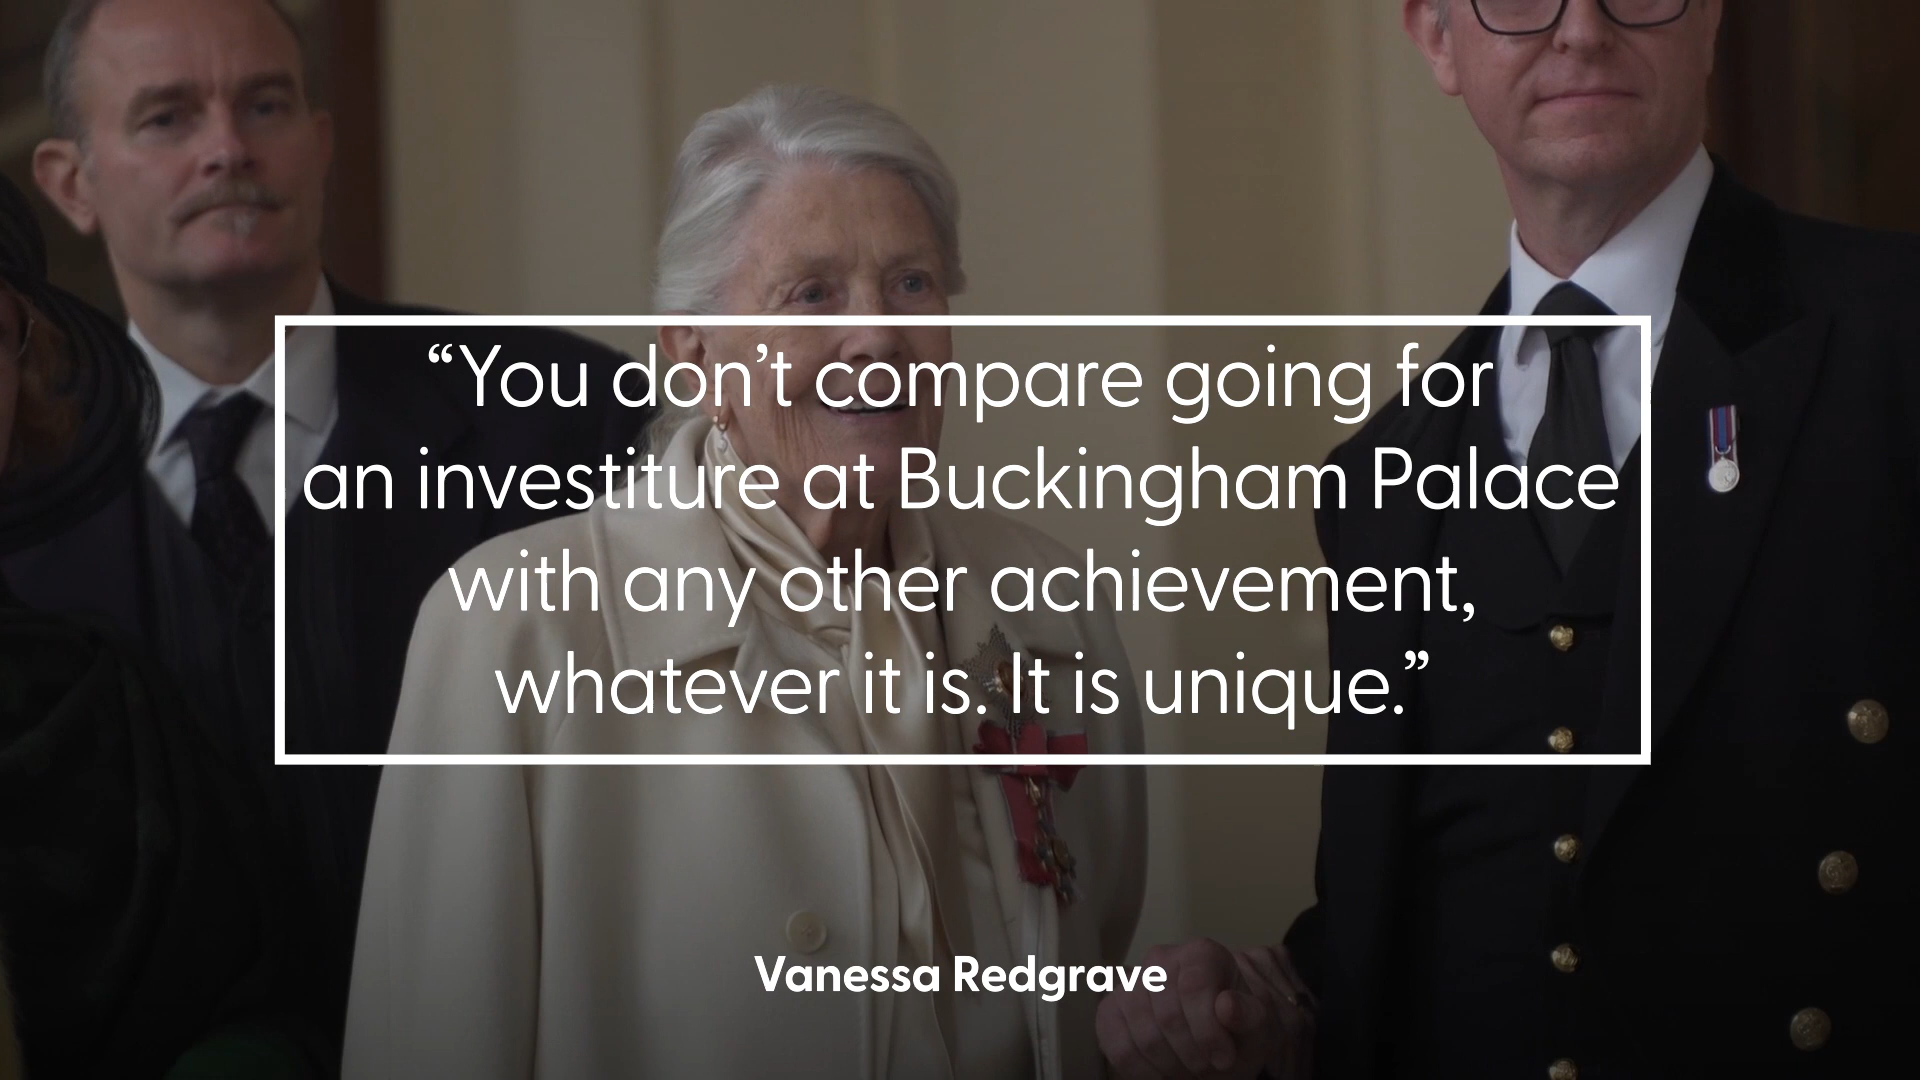 “You don’t compare going for
an investiture at Buckingham Palace
with any other achievement,
whatever it is. It is unique.”
Vanessa Redgrave